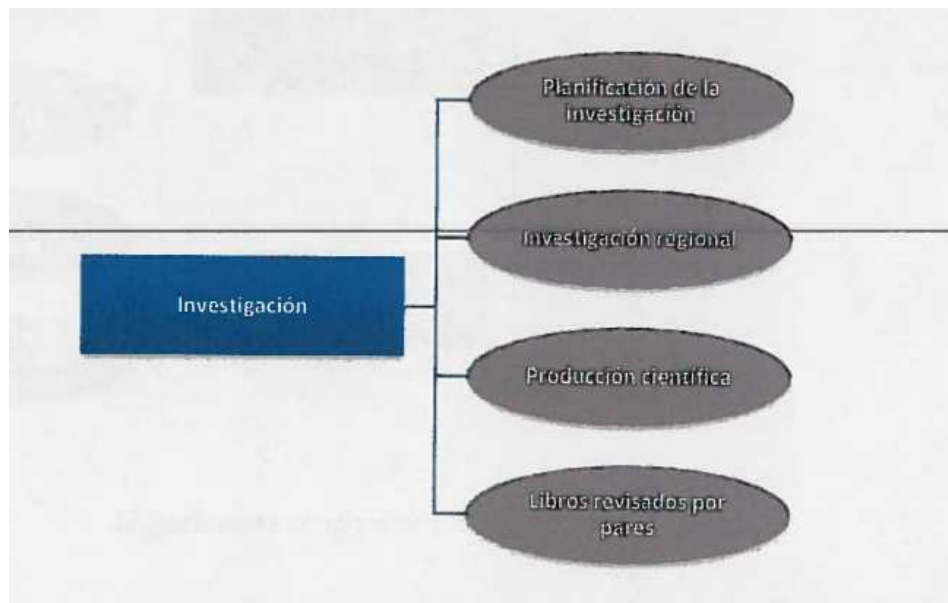 Planificación de la
investigación
Investigación regional
Investigación
Producción científica
Libros revisados por
pares